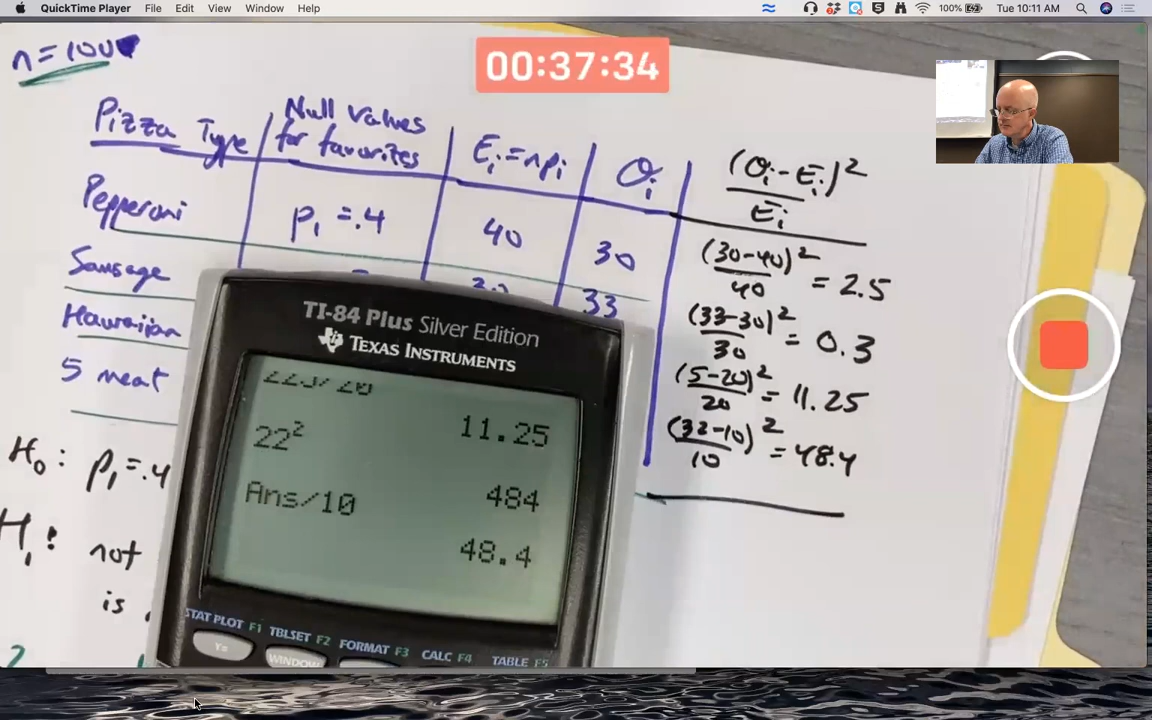 QuickTime Player File Edit View Window Help 100% Tue 10:11 AM
00:37:34
n = 100
Pizza Type Null Values for favorites Ei = npi Oi (Oi - Ei)² / Ei
Pepperoni p₁ = .4 40 30 (30-40)² / 40 = 2.5
Sausage 33 (33-30)² / 30 = 0.3
Hawaiian (5-20)² / 20 = 11.25
5 meat (32-10)² / 10 = 48.4
H₀: p₁ = .4
H₁: not
is
TI-84 Plus Silver Edition
TEXAS INSTRUMENTS
225/20
11.25
22²
484
Ans/10
48.4
STAT PLOT F1 TBLSET F2 FORMAT F3 CALC F4 TABLE F5
Y= WINDOW